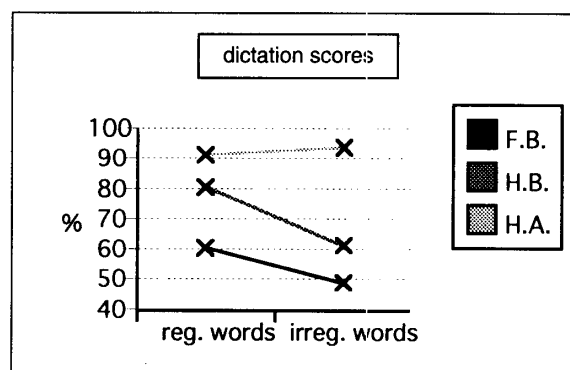 dictation scores
100
90
80
70
60
50
40
%
reg. words irreg. words
F.B.
H.B.
H.A.